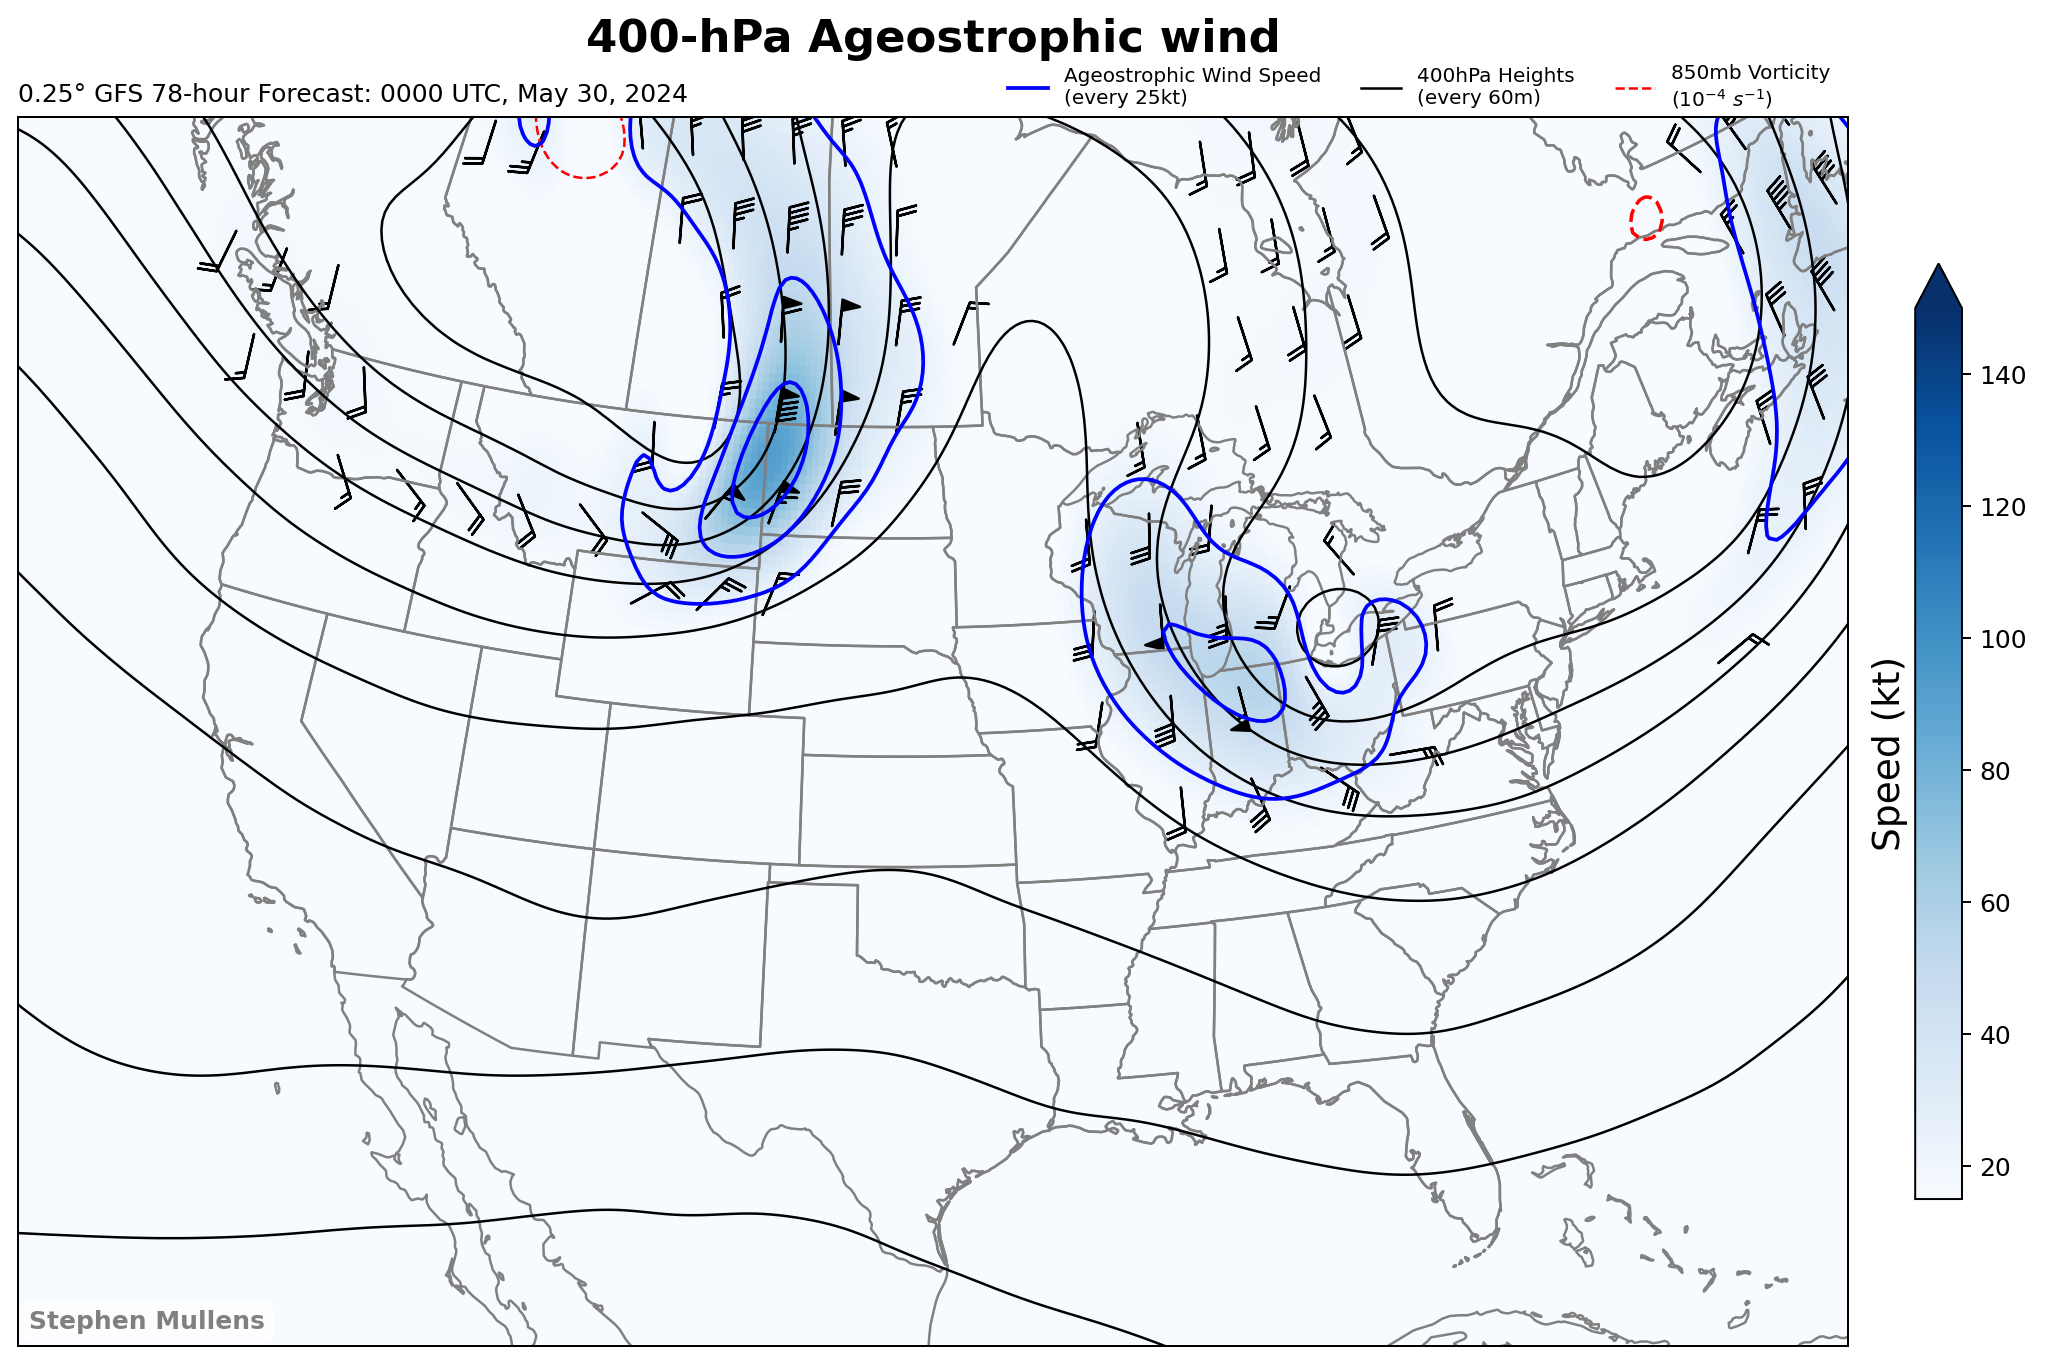 400-hPa Ageostrophic wind
0.25° GFS 78-hour Forecast: 0000 UTC, May 30, 2024
Ageostrophic Wind Speed
(every 25kt)
400hPa Heights
(every 60m)
850mb Vorticity
(10⁻⁴ s⁻¹)
140
120
100
80
60
40
20
Speed (kt)
Stephen Mullens